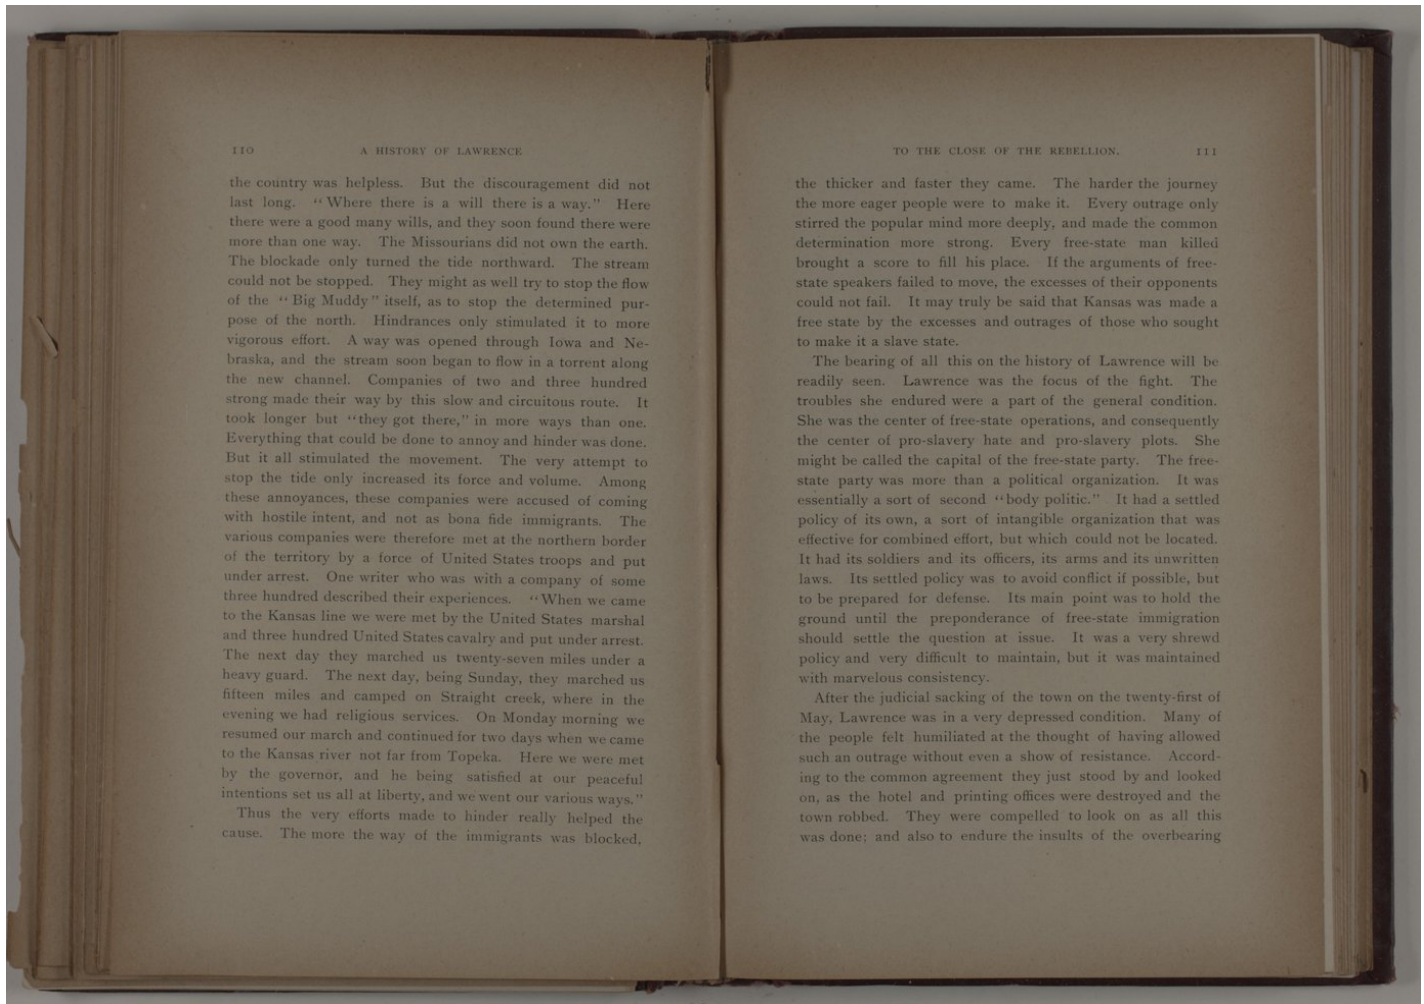 110
A HISTORY OF LAWRENCE
the country was helpless. But the discouragement did not
last long. "Where there is a will there is a way." Here
there were a good many wills, and they soon found there were
more than one way. The Missourians did not own the earth.
The blockade only turned the tide northward. The stream
could not be stopped. They might as well try to stop the flow
of the "Big Muddy" itself, as to stop the determined pur-
pose of the north. Hindrances only stimulated it to more
vigorous effort. A way was opened through Iowa and Ne-
braska, and the stream soon began to flow in a torrent along
the new channel. Companies of two and three hundred
strong made their way by this slow and circuitous route. It
took longer but "they got there," in more ways than one.
Everything that could be done to annoy and hinder was done.
But it all stimulated the movement. The very attempt to
stop the tide only increased its force and volume. Among
these annoyances, these companies were accused of coming
with hostile intent, and not as bona fide immigrants. The
various companies were therefore met at the northern border
of the territory by a force of United States troops and put
under arrest. One writer who was with a company of some
three hundred described their experiences. "When we came
to the Kansas line we were met by the United States marshal
and three hundred United States cavalry and put under arrest.
The next day they marched us twenty-seven miles under a
heavy guard. The next day, being Sunday, they marched us
fifteen miles and camped on Straight creek, where in the
evening we had religious services. On Monday morning we
resumed our march and continued for two days when we came
to the Kansas river not far from Topeka. Here we were met
by the governor, and he being satisfied at our peaceful
intentions set us all at liberty, and we went our various ways."
Thus the very efforts made to hinder really helped the
cause. The more the way of the immigrants was blocked,
TO THE CLOSE OF THE REBELLION.
111
the thicker and faster they came. The harder the journey
the more eager people were to make it. Every outrage only
stirred the popular mind more deeply, and made the common
determination more strong. Every free-state man killed
brought a score to fill his place. If the arguments of free-
state speakers failed to move, the excesses of their opponents
could not fail. It may truly be said that Kansas was made a
free state by the excesses and outrages of those who sought
to make it a slave state.
The bearing of all this on the history of Lawrence will be
readily seen. Lawrence was the focus of the fight. The
troubles she endured were a part of the general condition.
She was the center of free-state operations, and consequently
the center of pro-slavery hate and pro-slavery plots. She
might be called the capital of the free-state party. The free-
state party was more than a political organization. It was
essentially a sort of second "body politic." It had a settled
policy of its own, a sort of intangible organization that was
effective for combined effort, but which could not be located.
It had its soldiers and its officers, its arms and its unwritten
laws. Its settled policy was to avoid conflict if possible, but
to be prepared for defense. Its main point was to hold the
ground until the preponderance of free-state immigration
should settle the question at issue. It was a very shrewd
policy and very difficult to maintain, but it was maintained
with marvelous consistency.
After the judicial sacking of the town on the twenty-first of
May, Lawrence was in a very depressed condition. Many of
the people felt humiliated at the thought of having allowed
such an outrage without even a show of resistance. Accord-
ing to the common agreement they just stood by and looked
on, as the hotel and printing offices were destroyed and the
town robbed. They were compelled to look on as all this
was done; and also to endure the insults of the overbearing